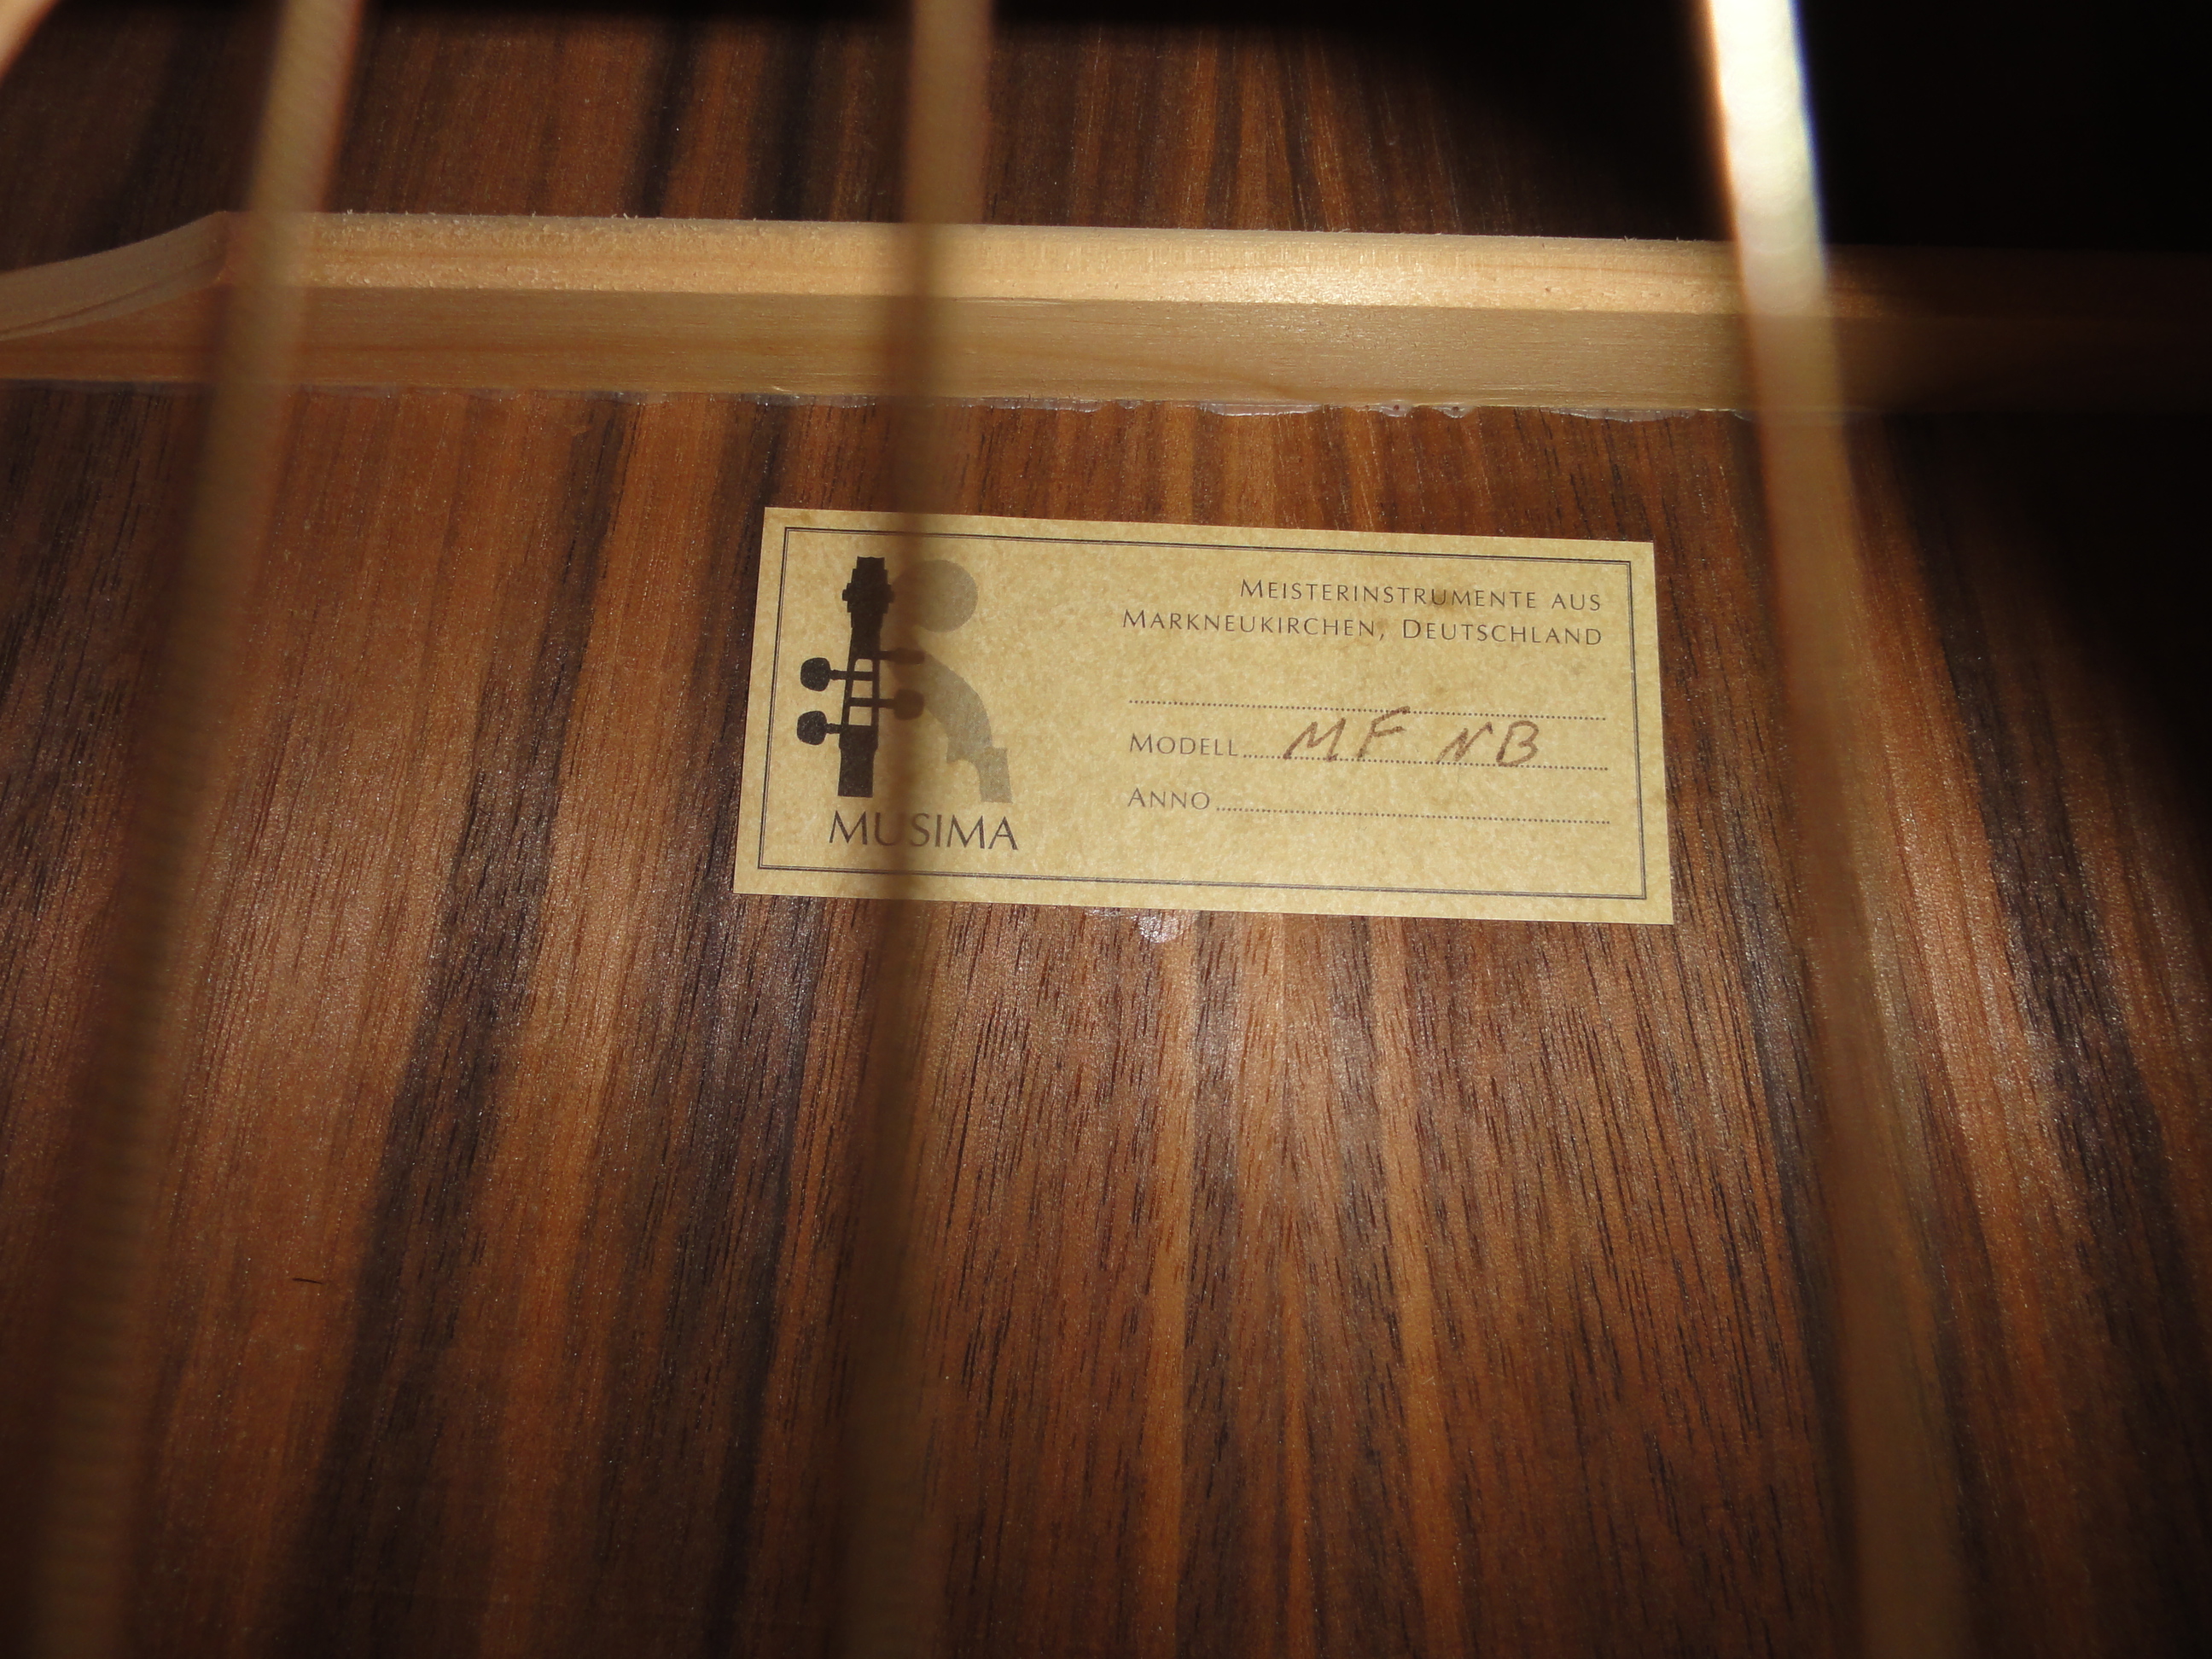 MEISTERINSTRUMENTE AUS
MARKNEUKIRCHEN, DEUTSCHLAND
MODELL MF NB
ANNO
MUSIMA